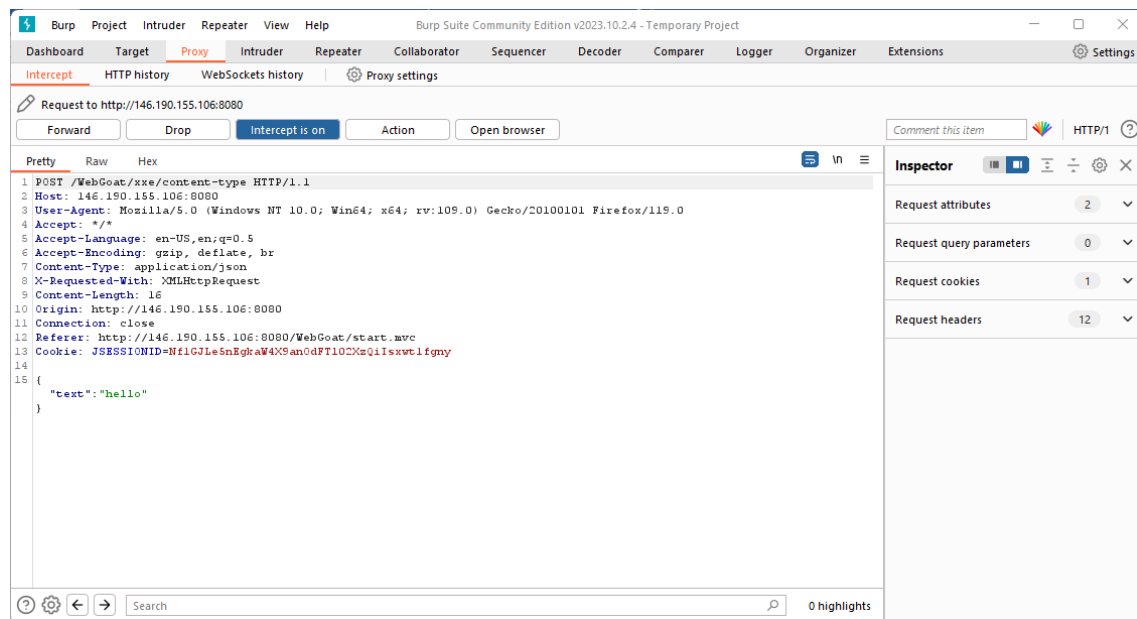 Burp Project Intruder Repeater View Help Burp Suite Community Edition v2023.10.2.4 - Temporary Project
Dashboard Target Proxy Intruder Repeater Collaborator Sequencer Decoder Comparer Logger Organizer Extensions Settings
Intercept HTTP history WebSockets history Proxy settings
Request to http://146.190.155.106:8080
Forward Drop Intercept is on Action Open browser Comment this item HTTP/1 ?
Pretty Raw Hex \n
Inspector
1 POST /WebGoat/xxe/content-type HTTP/1.1
2 Host: 146.190.155.106:8080
3 User-Agent: Mozilla/5.0 (Windows NT 10.0; Win64; x64; rv:109.0) Gecko/20100101 Firefox/119.0
4 Accept: */*
5 Accept-Language: en-US,en;q=0.5
6 Accept-Encoding: gzip, deflate, br
7 Content-Type: application/json
8 X-Requested-With: XMLHttpRequest
9 Content-Length: 16
10 Origin: http://146.190.155.106:8080
11 Connection: close
12 Referer: http://146.190.155.106:8080/WebGoat/start.mvc
13 Cookie: JSESSIONID=
14
15 {
"text":"hello"
}
Request attributes 2
Request query parameters 0
Request cookies 1
Request headers 12
? Search 0 highlights